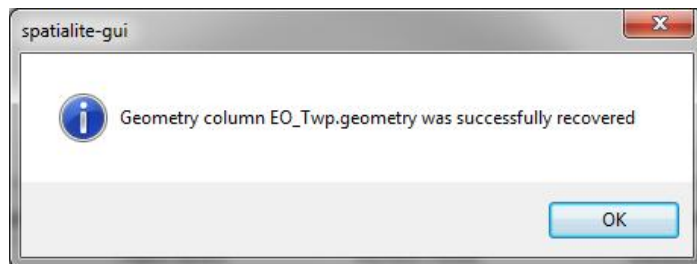 spatialite-gui
Geometry column EO_Twp.geometry was successfully recovered
OK